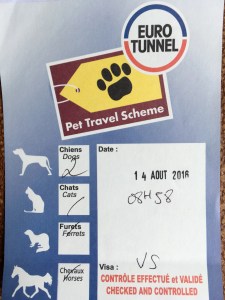 EURO
TUNNEL
Pet Travel Scheme
Chiens
Dogs
2
Date :
14 AOUT 2016
Chats
Cats
/
08H58
Furets
Ferrets
/
Chevaux
Horses
/
Visa :
VS
CONTRÔLE EFFECTUÉ et VALIDÉ
CHECKED AND CONTROLLED